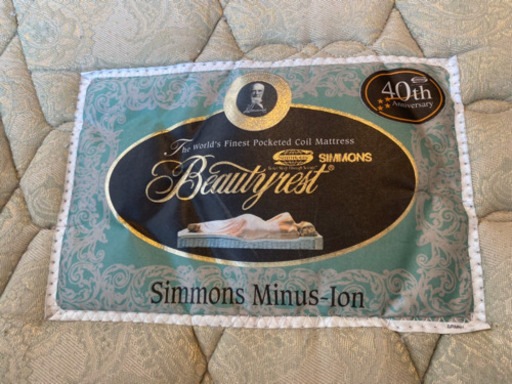 40th
Anniversary
The World's Finest Pocketed Coil Mattress
SIMMONS
Beautyrest®
Simmons Minus-Ion